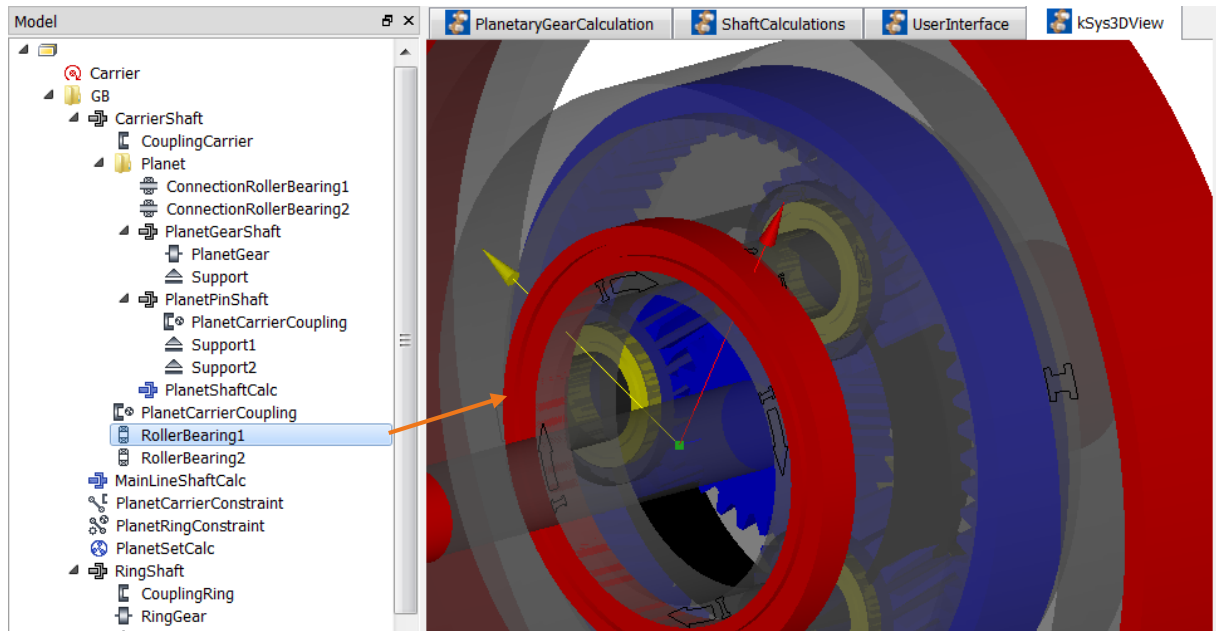 Model
PlanetaryGearCalculation
ShaftCalculations
UserInterface
kSys3DView
Carrier
GB
CarrierShaft
CouplingCarrier
Planet
ConnectionRollerBearing1
ConnectionRollerBearing2
PlanetGearShaft
PlanetGear
Support
PlanetPinShaft
PlanetCarrierCoupling
Support1
Support2
PlanetShaftCalc
PlanetCarrierCoupling
RollerBearing1
RollerBearing2
MainLineShaftCalc
PlanetCarrierConstraint
PlanetRingConstraint
PlanetSetCalc
RingShaft
CouplingRing
RingGear